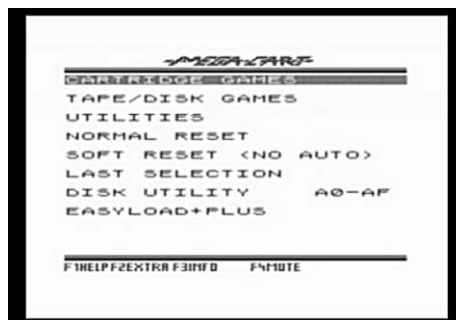 MEGA-CART
CARTRIDGE GAMES
TAPE/DISK GAMES
UTILITIES
NORMAL RESET
SOFT RESET <NO AUTO>
LAST SELECTION
DISK UTILITY A0-AF
EASYLOAD+PLUS
F1HELP F2EXTRA F3INFO F4MUTE